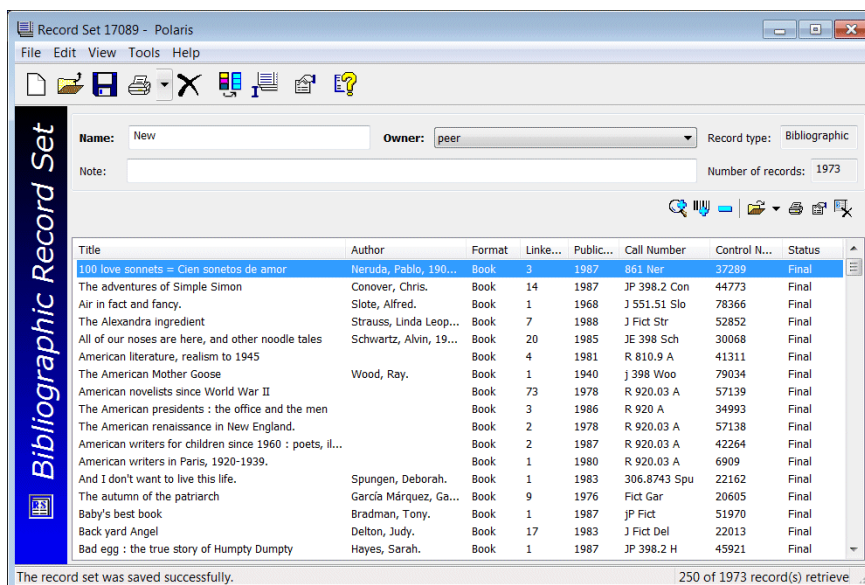 Record Set 17089 - Polaris
File Edit View Tools Help
Bibliographic Record Set
Name: New Owner: peer Record type: Bibliographic
Note: Number of records: 1973
Title Author Format Linke... Public... Call Number Control N... Status
100 love sonnets = Cien sonetos de amor Neruda, Pablo, 190... Book 3 1987 861 Ner 37289 Final
The adventures of Simple Simon Conover, Chris. Book 14 1987 JP 398.2 Con 44773 Final
Air in fact and fancy. Slote, Alfred. Book 1 1968 J 551.51 Slo 78366 Final
The Alexandra ingredient Strauss, Linda Leop... Book 7 1988 J Fict Str 52852 Final
All of our noses are here, and other noodle tales Schwartz, Alvin, 19... Book 20 1985 JE 398 Sch 30068 Final
American literature, realism to 1945 Book 4 1981 R 810.9 A 41311 Final
The American Mother Goose Wood, Ray. Book 1 1940 j 398 Woo 79034 Final
American novelists since World War II Book 73 1978 R 920.03 A 57139 Final
The American presidents : the office and the men Book 3 1986 R 920 A 34993 Final
The American renaissance in New England. Book 2 1978 R 920.03 A 57138 Final
American writers for children since 1960 : poets, il... Book 2 1987 R 920.03 A 42264 Final
American writers in Paris, 1920-1939. Book 1 1980 R 920.03 A 6909 Final
And I don't want to live this life. Spungen, Deborah. Book 1 1983 306.8743 Spu 22162 Final
The autumn of the patriarch García Márquez, Ga... Book 9 1976 Fict Gar 20605 Final
Baby's best book Bradman, Tony. Book 1 1987 jP Fict 51970 Final
Back yard Angel Delton, Judy. Book 17 1983 J Fict Del 22013 Final
Bad egg : the true story of Humpty Dumpty Hayes, Sarah. Book 1 1987 JP 398.2 H 45921 Final
The record set was saved successfully. 250 of 1973 record(s) retrieve